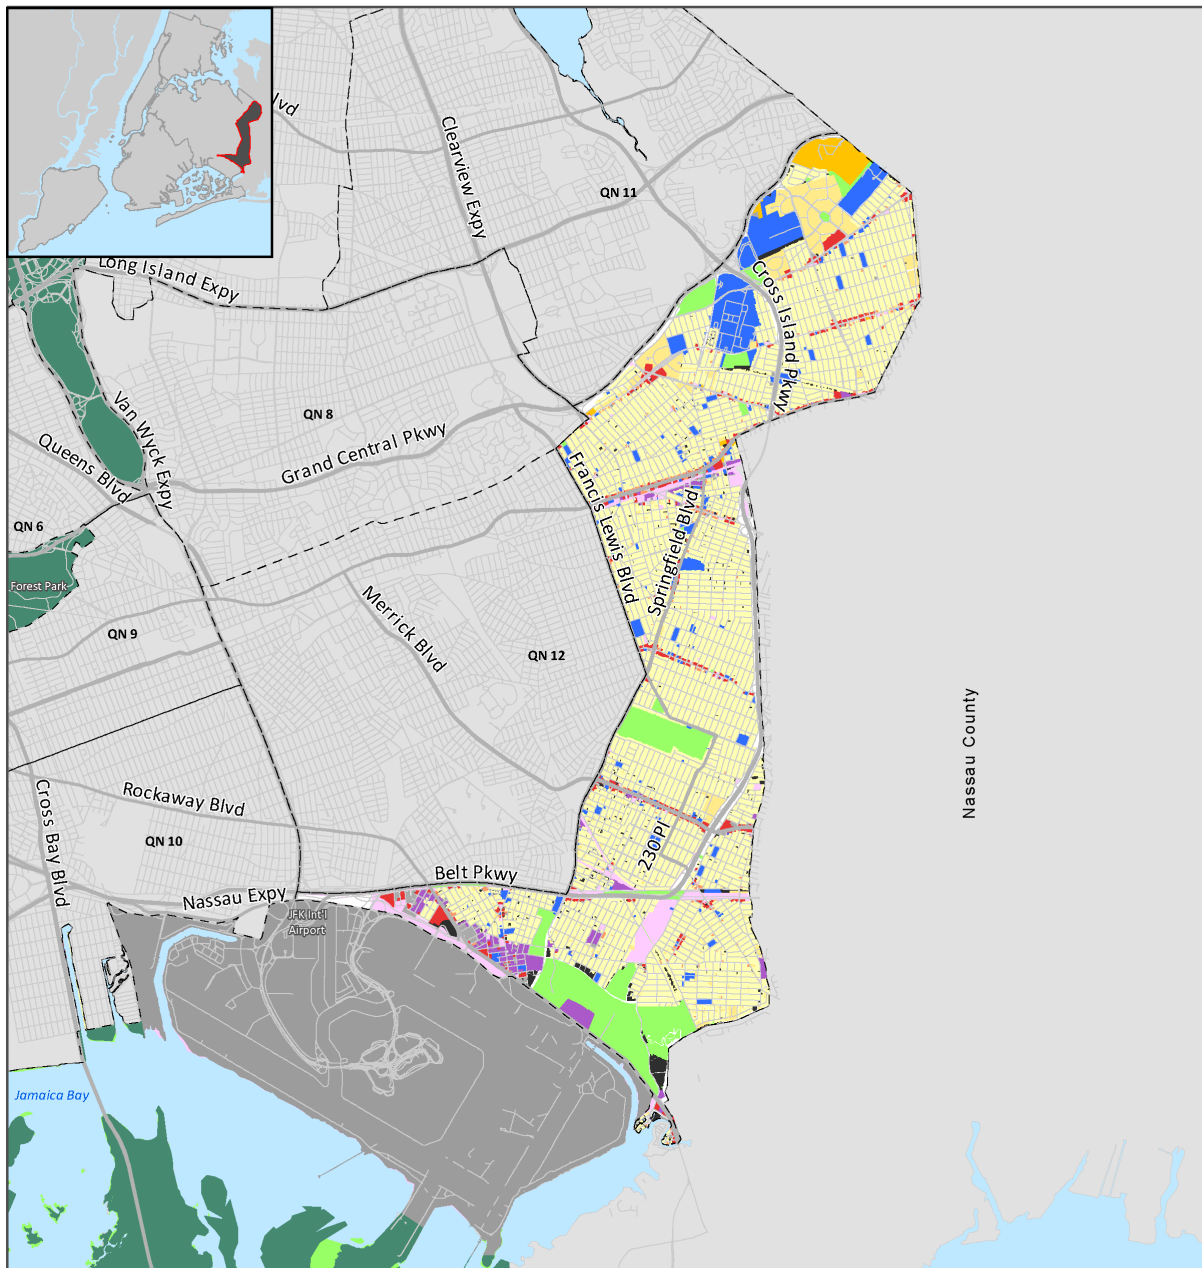 lvd
Clearview Expy
QN 11
Long Island Expy
Cross Island Pkwy
Van Wyck Expy
QN 8
Grand Central Pkwy
Queens Blvd
Francis Lewis Blvd
Springfield Blvd
QN 6
Forest Park
Merrick Blvd
QN 9
QN 12
Nassau County
Cross Bay Blvd
Rockaway Blvd
QN 10
230 Pl
Belt Pkwy
Nassau Expy
JFK Int'l
Airport
Jamaica Bay